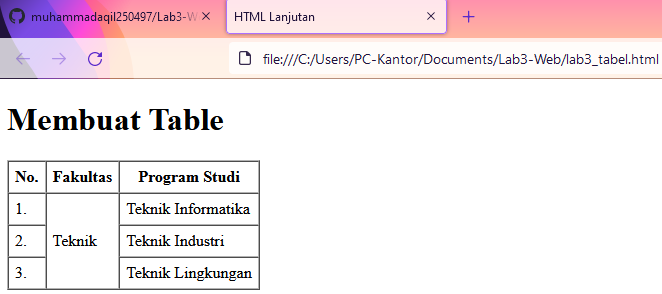 muhammadaqil250497/Lab3-W
HTML Lanjutan
file:///C:/Users/PC-Kantor/Documents/Lab3-Web/lab3_tabel.html
Membuat Table
No. Fakultas Program Studi
1. Teknik Informatika
2. Teknik Teknik Industri
3. Teknik Lingkungan